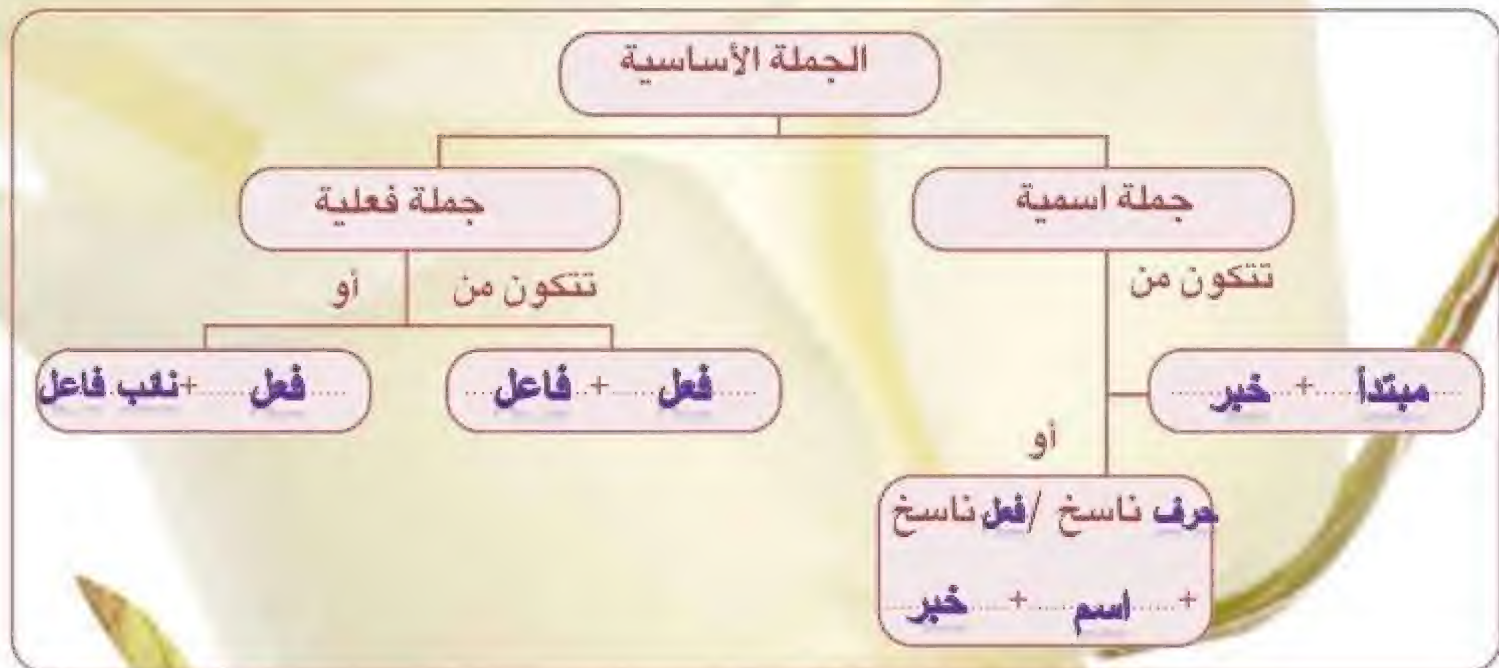 الجملة الأساسية
جملة اسمية
جملة فعلية
تتكون من
تتكون من
أو
مبتدأ + خبر
فعل + فاعل
فعل + نائب فاعل
أو
حرف ناسخ / فعل ناسخ
+ اسم + خبر